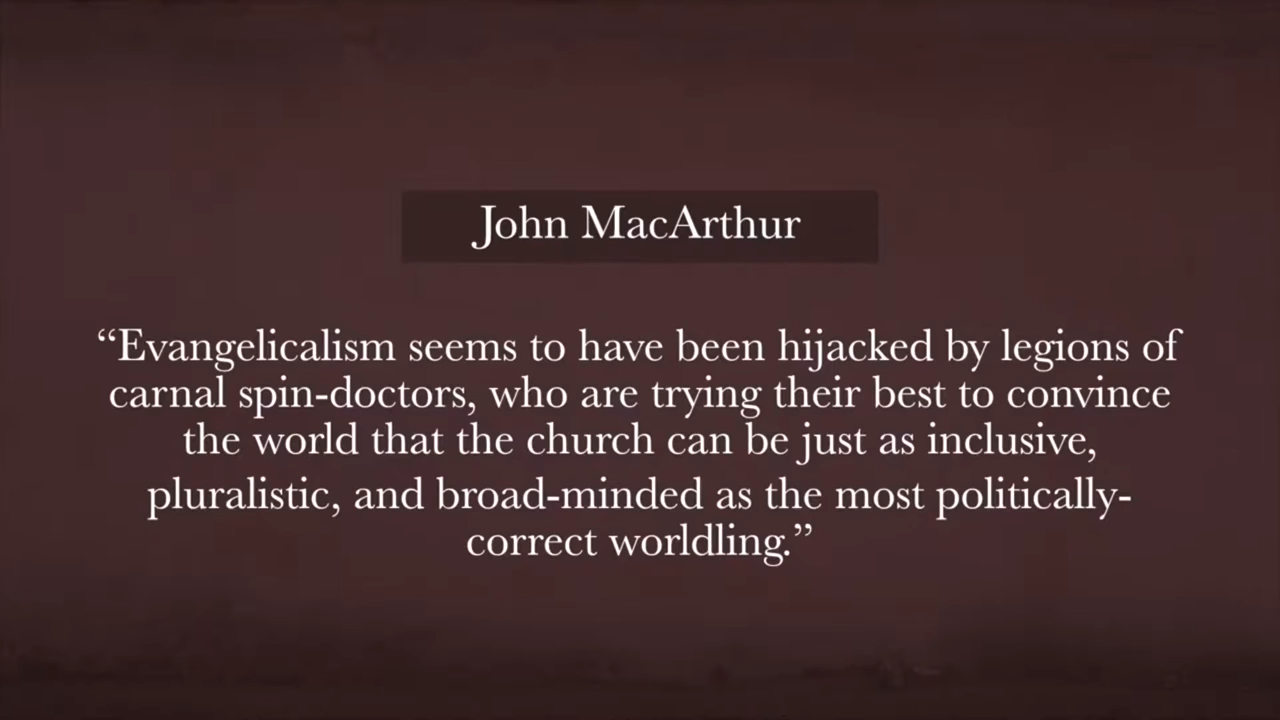 John MacArthur
“Evangelicalism seems to have been hijacked by legions of
carnal spin-doctors, who are trying their best to convince
the world that the church can be just as inclusive,
pluralistic, and broad-minded as the most politically-
correct worldling.”